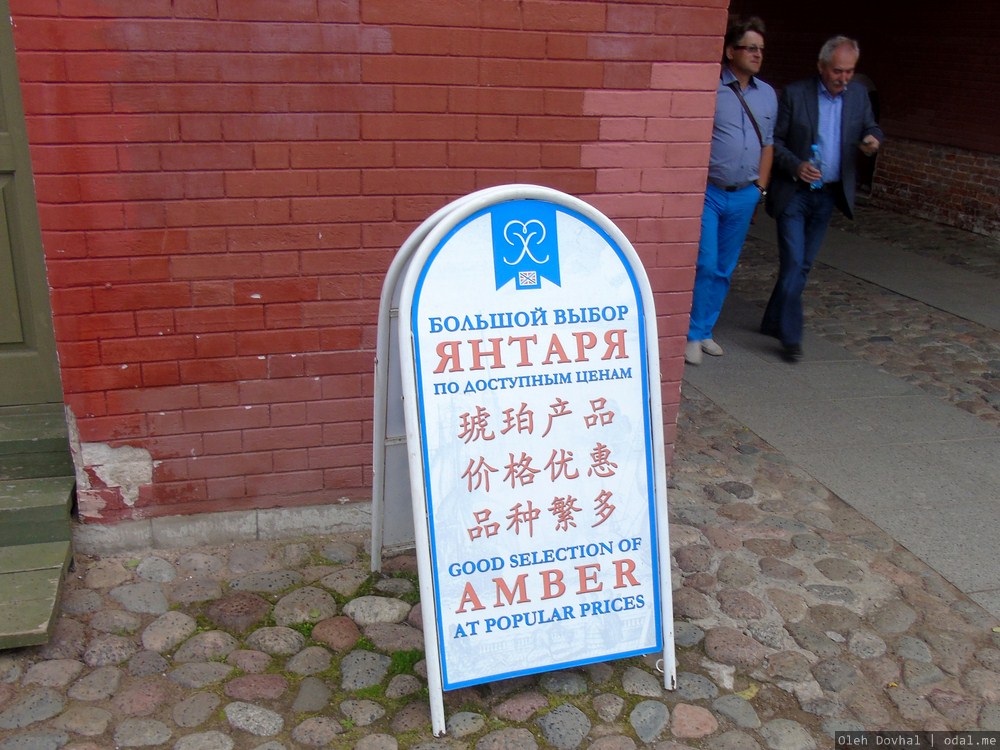 БОЛЬШОЙ ВЫБОР
ЯНТАРЯ
ПО ДОСТУПНЫМ ЦЕНАМ
琥珀产品
价格优惠
品种繁多
GOOD SELECTION OF
AMBER
AT POPULAR PRICES
Oleh Dovhal | odal.me